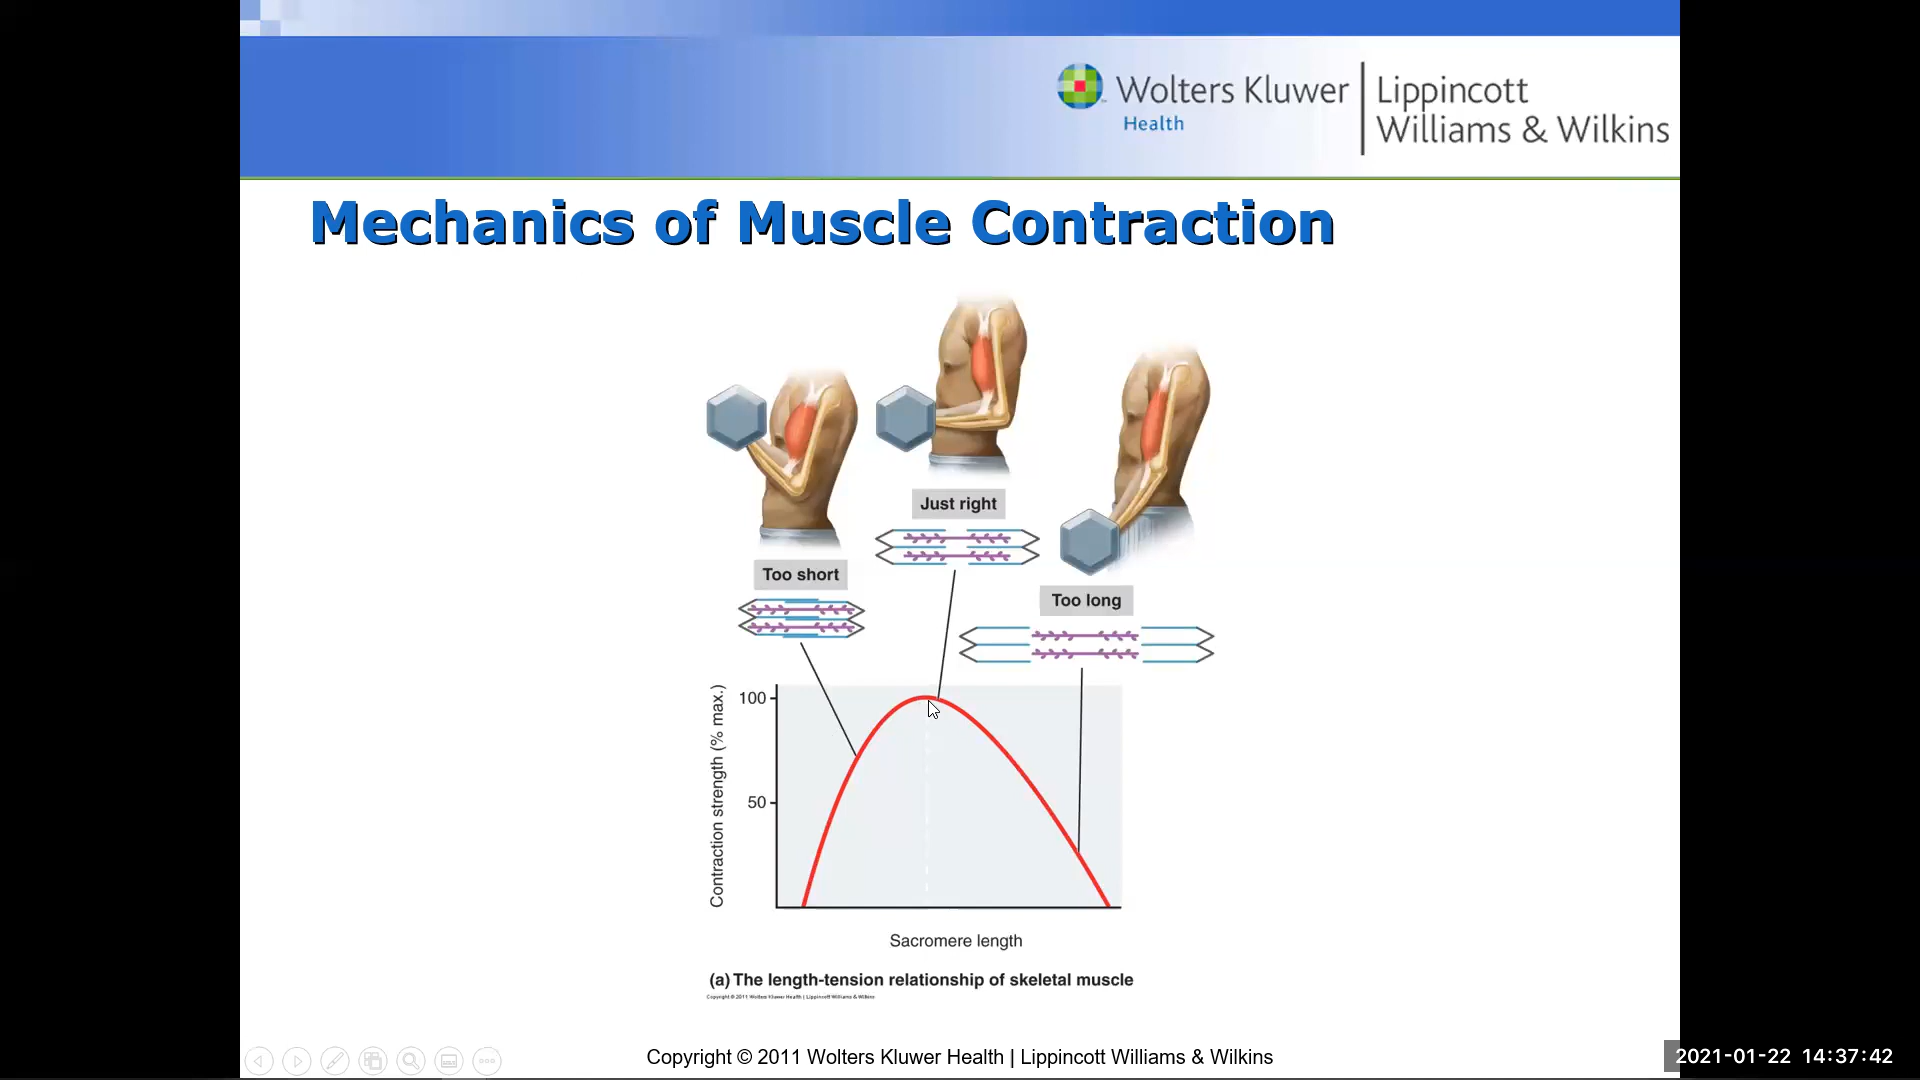 Wolters Kluwer
Health
Lippincott
Williams & Wilkins
Mechanics of Muscle Contraction
Just right
Too short
Too long
Contraction strength (% max.)
100
50
Sacromere length
(a) The length-tension relationship of skeletal muscle
Copyright © 2011 Wolters Kluwer Health | Lippincott Williams & Wilkins
Copyright © 2011 Wolters Kluwer Health | Lippincott Williams & Wilkins
2021-01-22 14:37:42